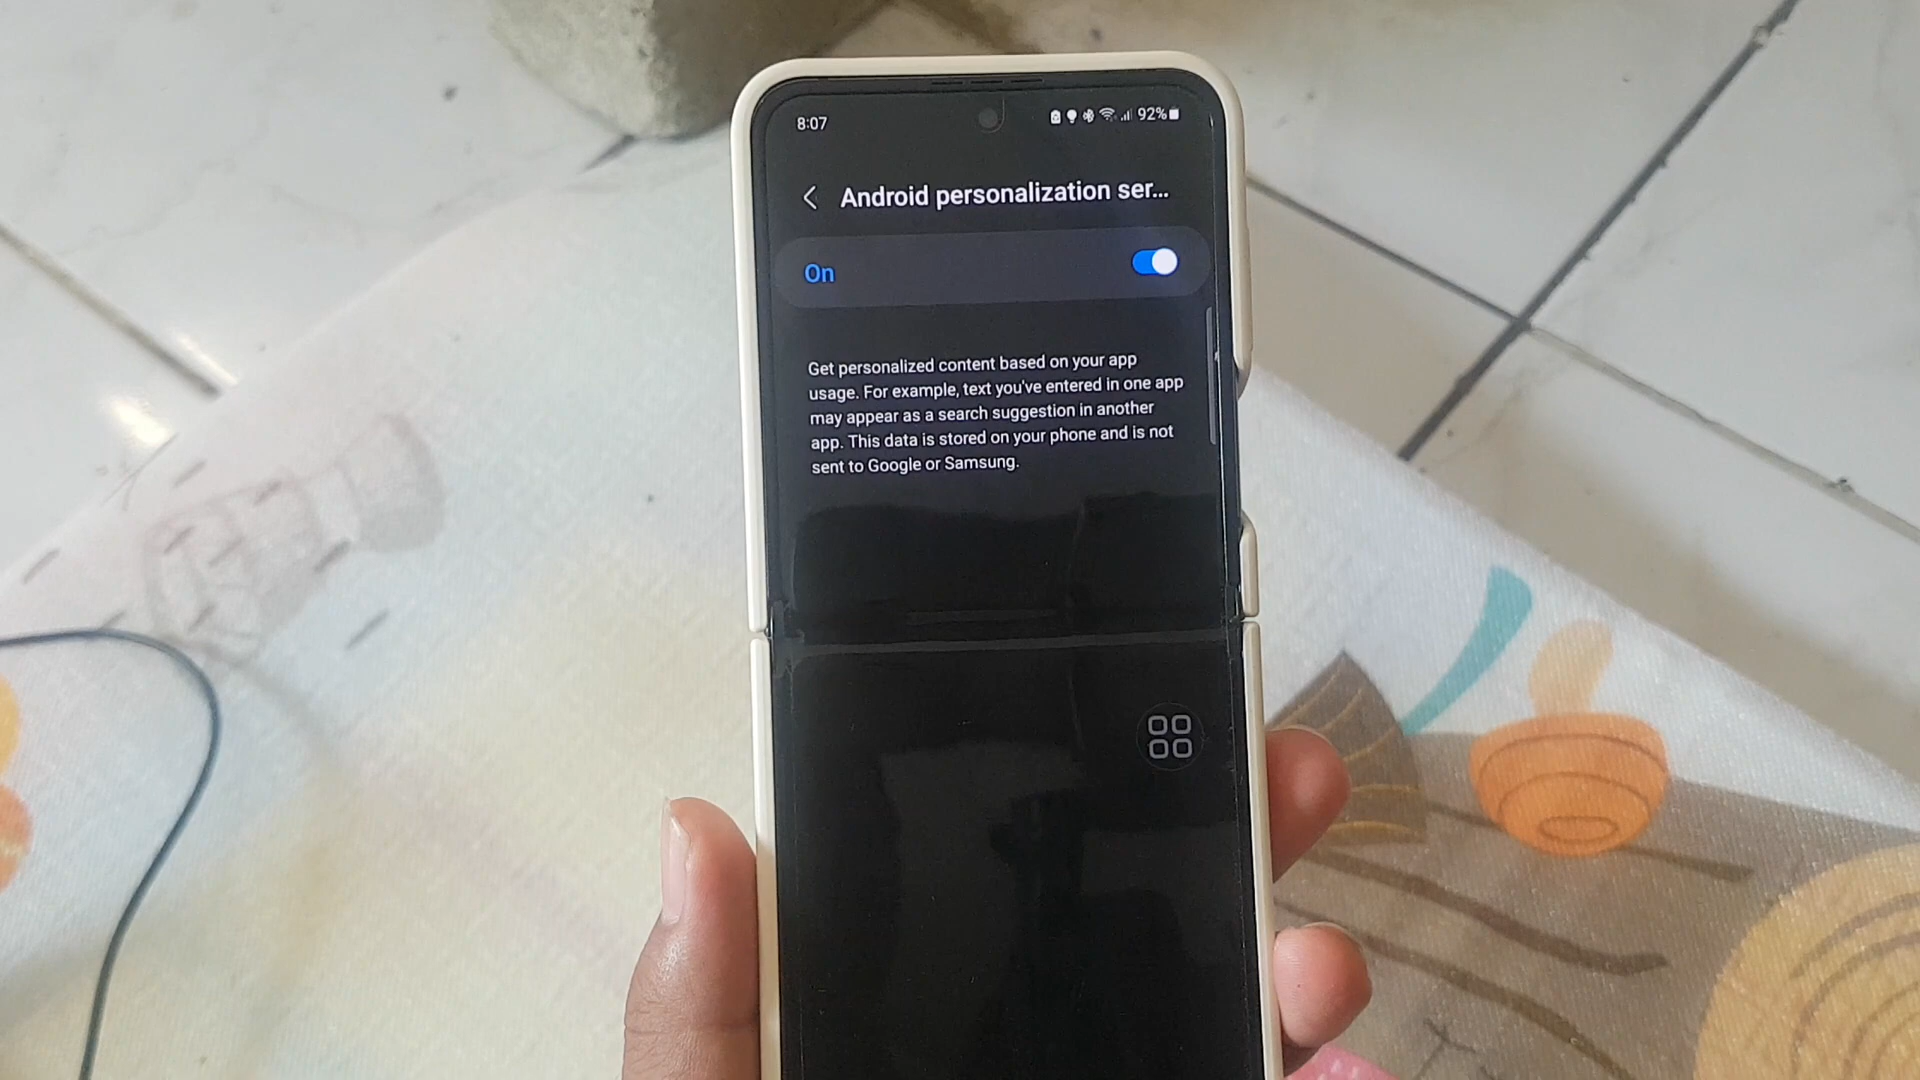 8:07
92%
Android personalization ser...
On
Get personalized content based on your app
usage. For example, text you've entered in one app
may appear as a search suggestion in another
app. This data is stored on your phone and is not
sent to Google or Samsung.